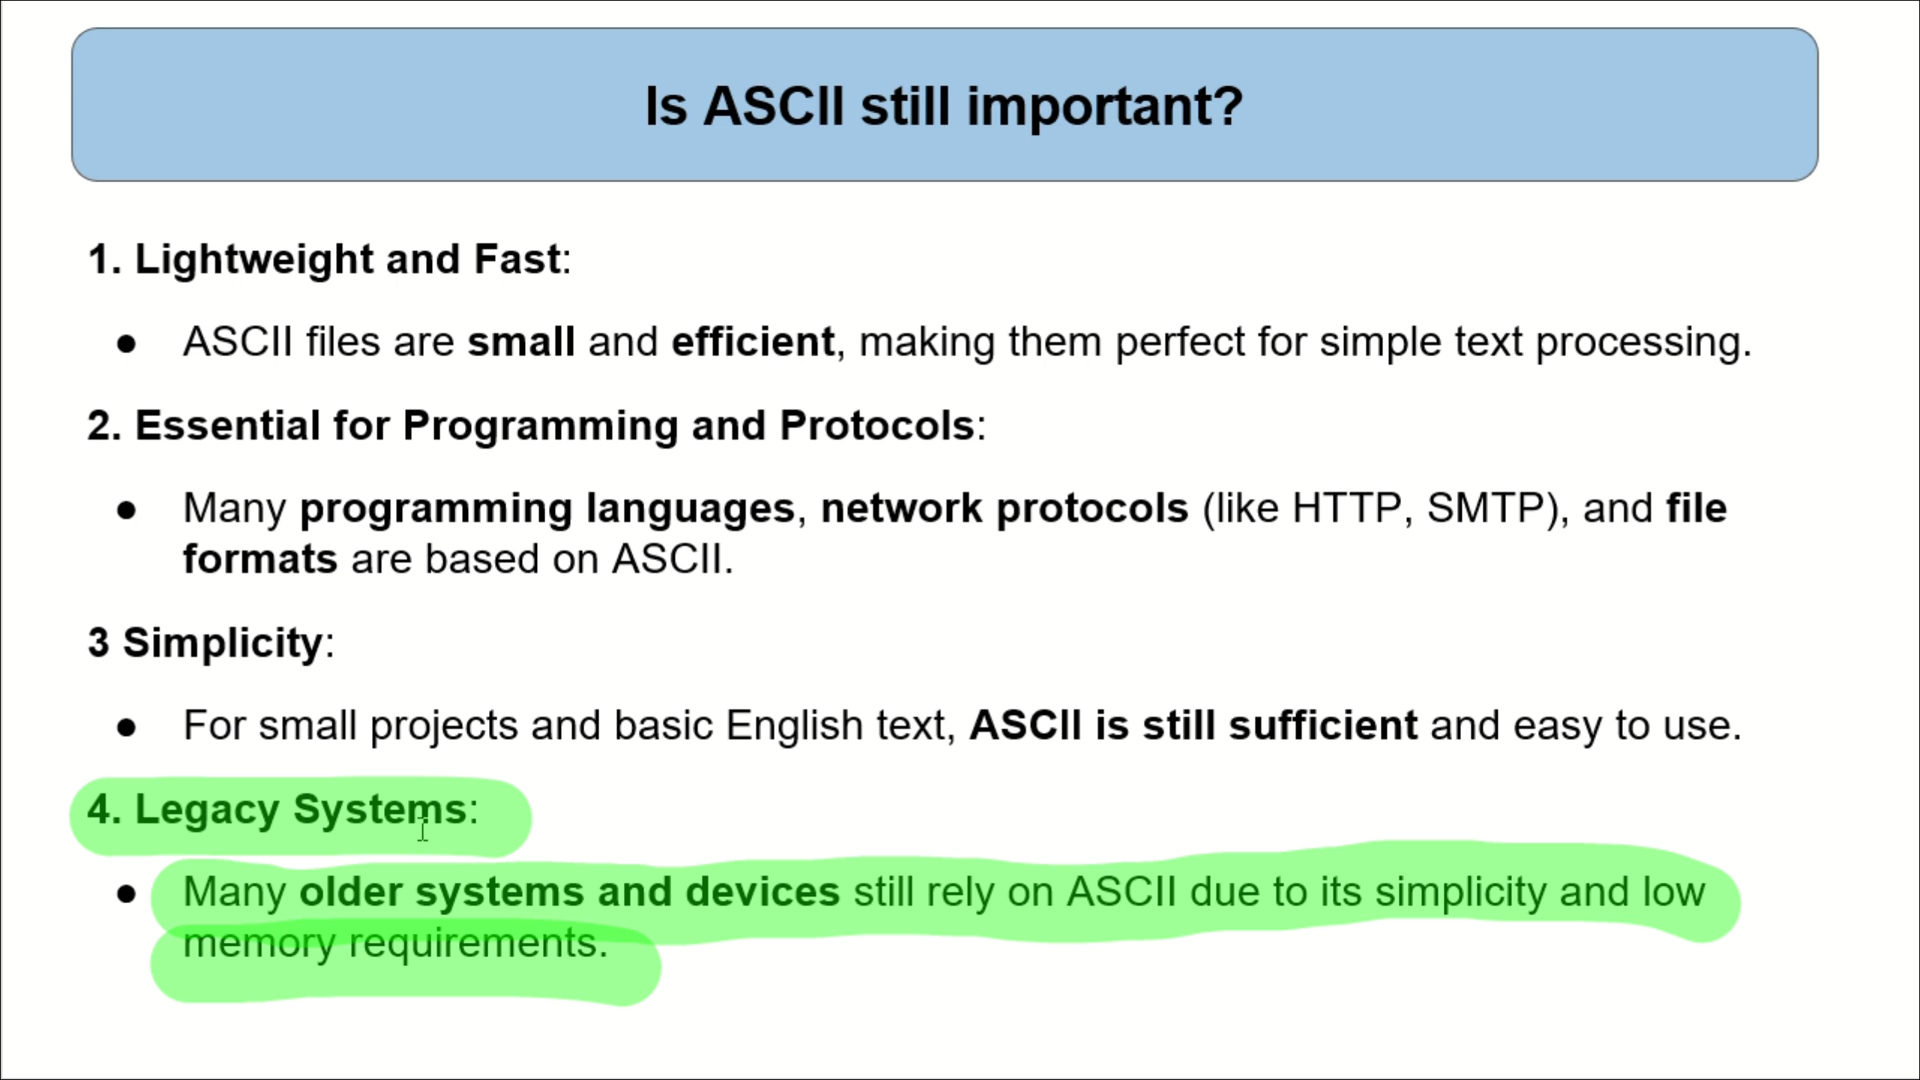 Is ASCII still important?
1. Lightweight and Fast:
● ASCII files are small and efficient, making them perfect for simple text processing.
2. Essential for Programming and Protocols:
● Many programming languages, network protocols (like HTTP, SMTP), and file
formats are based on ASCII.
3 Simplicity:
● For small projects and basic English text, ASCII is still sufficient and easy to use.
4. Legacy Systems:
● Many older systems and devices still rely on ASCII due to its simplicity and low
memory requirements.